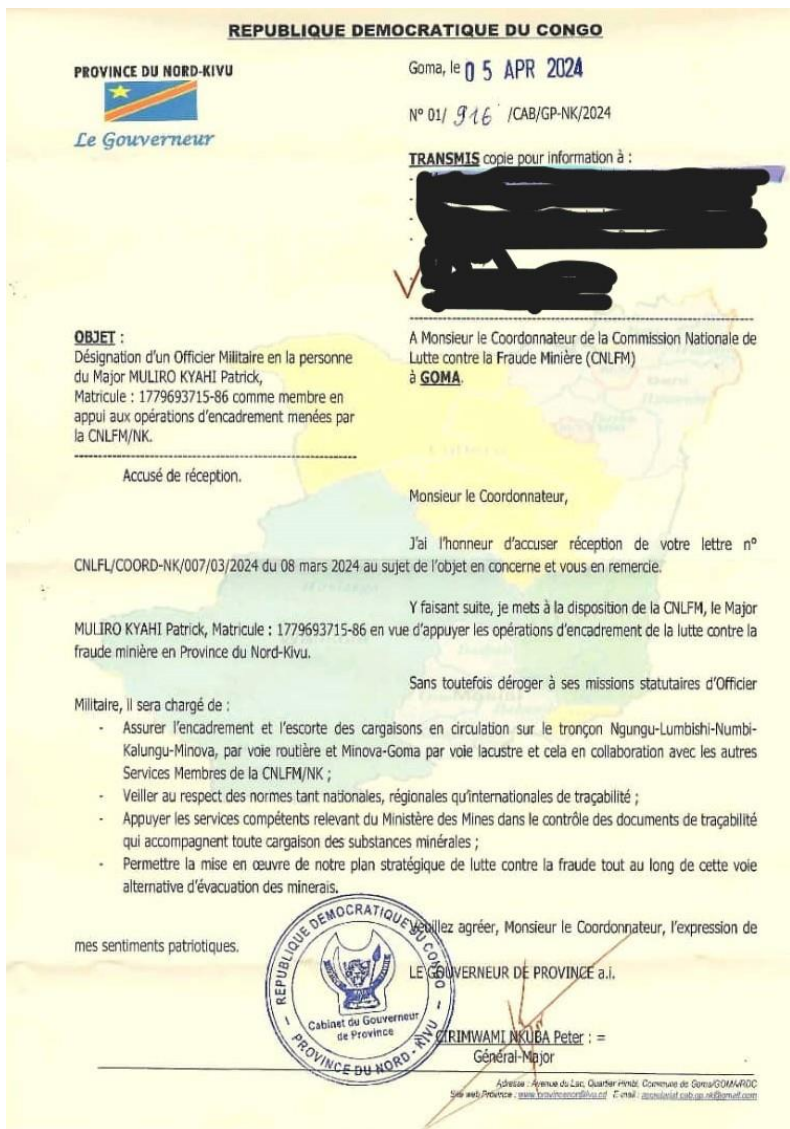 REPUBLIQUE DEMOCRATIQUE DU CONGO
PROVINCE DU NORD-KIVU
Le Gouverneur
Goma, le 05 APR 2024
N° 01/ 916 /CAB/GP-NK/2024
TRANSMIS copie pour information à :
-
-
-
OBJET :
Désignation d'un Officier Militaire en la personne
du Major MULIRO KYAHI Patrick,
Matricule : 1779693715-86 comme membre en
appui aux opérations d'encadrement menées par
la CNLFM/NK.
Accusé de réception.
A Monsieur le Coordonnateur de la Commission Nationale de
Lutte contre la Fraude Minière (CNLFM)
à GOMA.
Monsieur le Coordonnateur,
J'ai l'honneur d'accuser réception de votre lettre n°
CNLFL/COORD-NK/007/03/2024 du 08 mars 2024 au sujet de l'objet en concerne et vous en remercie.
Y faisant suite, je mets à la disposition de la CNLFM, le Major
MULIRO KYAHI Patrick, Matricule : 1779693715-86 en vue d'appuyer les opérations d'encadrement de la lutte contre la
fraude minière en Province du Nord-Kivu.
Sans toutefois déroger à ses missions statutaires d'Officier
Militaire, il sera chargé de :
- Assurer l'encadrement et l'escorte des cargaisons en circulation sur le tronçon Ngungu-Lumbishi-Numbi-
Kalungu-Minova, par voie routière et Minova-Goma par voie lacustre et cela en collaboration avec les autres
Services Membres de la CNLFM/NK ;
- Veiller au respect des normes tant nationales, régionales qu'internationales de traçabilité ;
- Appuyer les services compétents relevant du Ministère des Mines dans le contrôle des documents de traçabilité
qui accompagnent toute cargaison des substances minérales ;
- Permettre la mise en œuvre de notre plan stratégique de lutte contre la fraude tout au long de cette voie
alternative d'évacuation des minerais.
Veuillez agréer, Monsieur le Coordonnateur, l'expression de
mes sentiments patriotiques.
LE GOUVERNEUR DE PROVINCE a.i.
REPUBLIQUE DEMOCRATIQUE DU CONGO
Cabinet du Gouverneur
de Province
PROVINCE DU NORD - KIVU
CIRIMWAMI NKUBA Peter : =
Général-Major
Adresse : Avenue du Lac, Quartier Himbi, Commune de Goma/GOMA/RDC
Site web Province : www.provincenordkivu.cd E-mail :